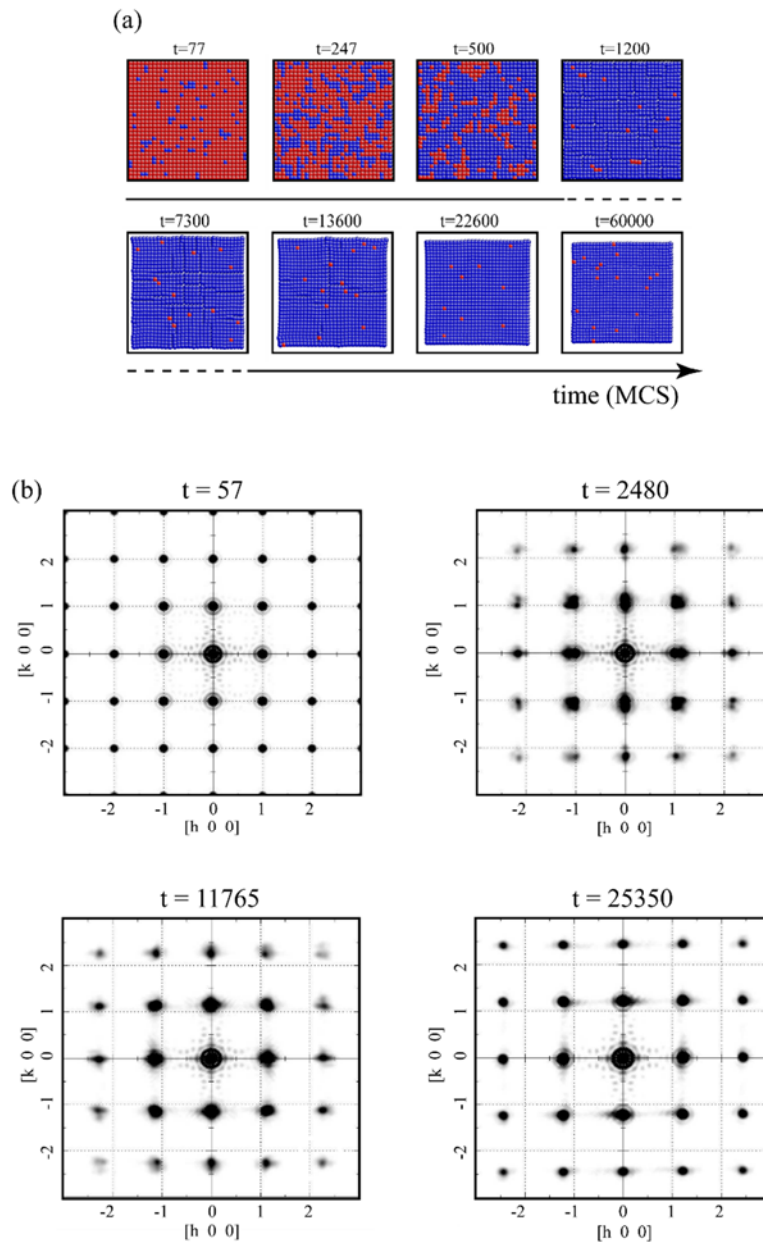 (a)
t=77 t=247 t=500 t=1200
t=7300 t=13600 t=22600 t=60000
time (MCS)
(b)
t = 57 t = 2480
2 2
1 1
[k 0 0] 0 [k 0 0] 0
-1 -1
-2 -2
-2 -1 0 1 2 -2 -1 0 1 2
[h 0 0] [h 0 0]
t = 11765 t = 25350
2 2
1 1
[k 0 0] 0 [k 0 0] 0
-1 -1
-2 -2
-2 -1 0 1 2 -2 -1 0 1 2
[h 0 0] [h 0 0]